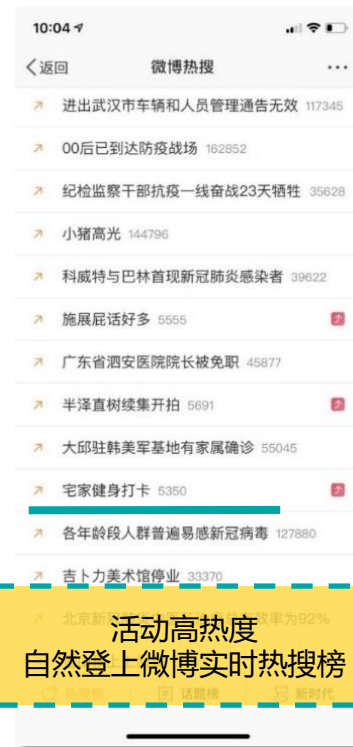 10:04
返回
微博热搜
进出武汉市车辆和人员管理通告无效 117345
00后已到达防疫战场 162852
纪检监察干部抗疫一线奋战23天牺牲 35628
小猪高光 144796
科威特与巴林首现新冠肺炎感染者 39622
施展屁话好多 5555
广东省泗安医院院长被免职 45877
半泽直树续集开拍 5691
大邱驻韩美军基地有家属确诊 55045
宅家健身打卡 5350
各年龄段人群普遍易感新冠病毒 127880
吉卜力美术馆停业 33370
活动高热度
自然登上微博实时热搜榜
热搜榜
话题榜
新时代